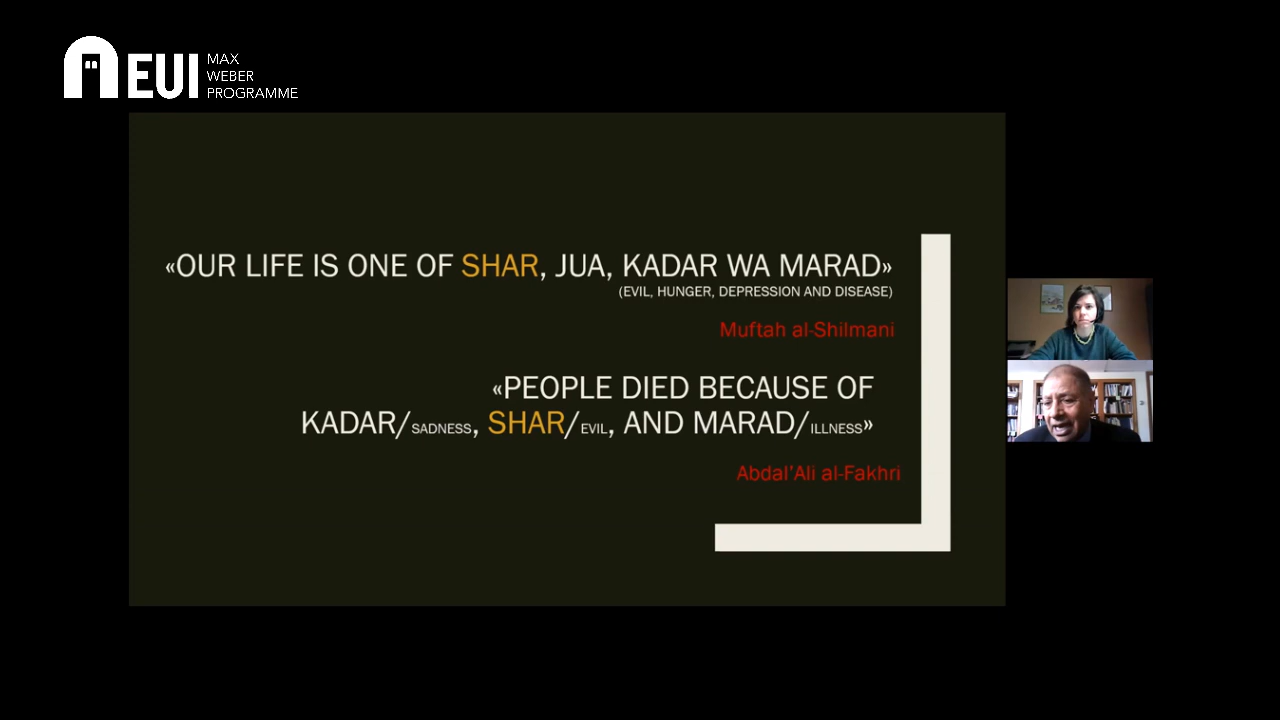 EUI
MAX
WEBER
PROGRAMME
«OUR LIFE IS ONE OF SHAR, JUA, KADAR WA MARAD»
(EVIL, HUNGER, DEPRESSION AND DISEASE)
Muftah al-Shilmani
«PEOPLE DIED BECAUSE OF
KADAR/SADNESS, SHAR/EVIL, AND MARAD/ILLNESS»
Abdal'Ali al-Fakhri